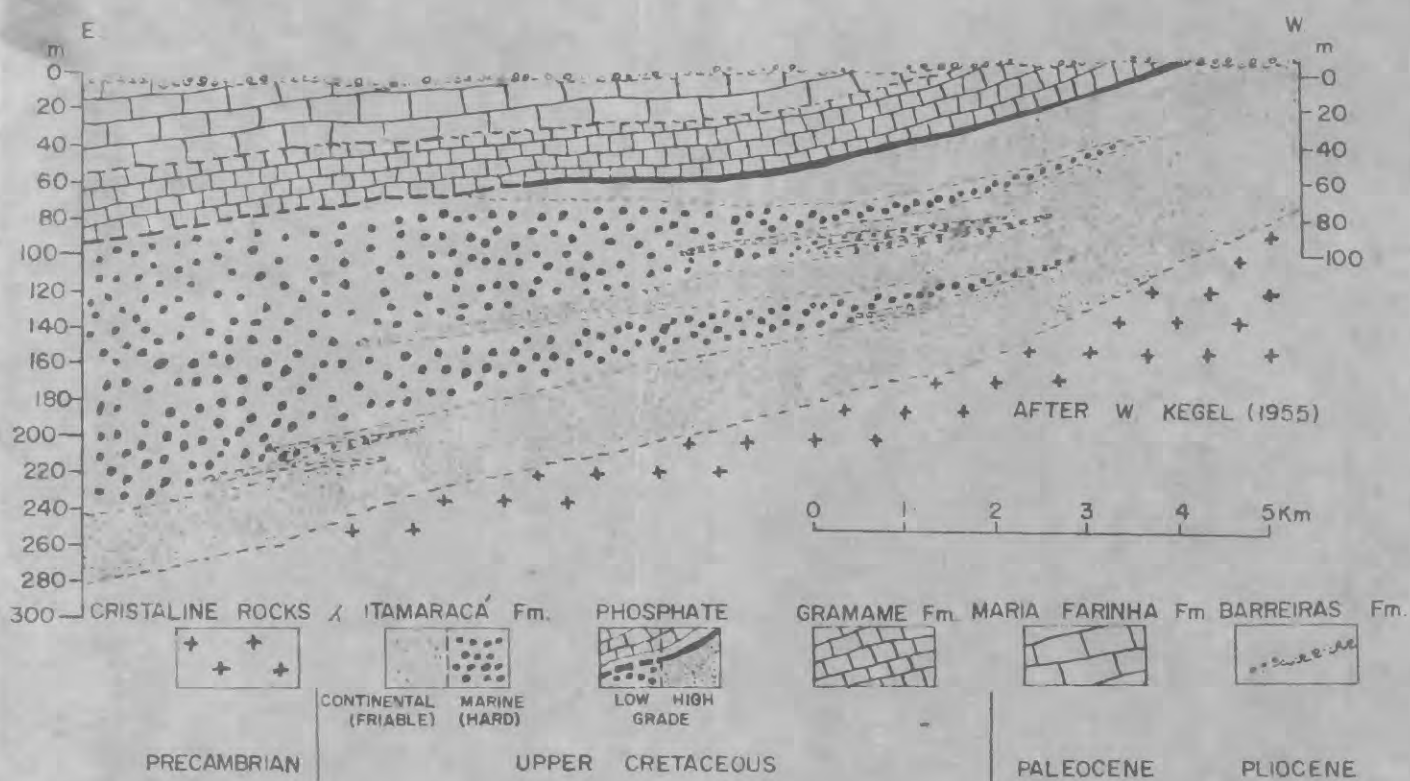 E
W
m
m
0
20
40
60
80
100
120
140
160
180
200
220
240
260
280
300
0
20
40
60
80
100
AFTER W. KEGEL (1955)
0 1 2 3 4 5 Km
CRISTALINE ROCKS ITAMARACÁ Fm. PHOSPHATE GRAMAME Fm. MARIA FARINHA Fm BARREIRAS Fm.
CONTINENTAL MARINE LOW HIGH
(FRIABLE) (HARD) GRADE
PRECAMBRIAN UPPER CRETACEOUS PALEOCENE PLIOCENE